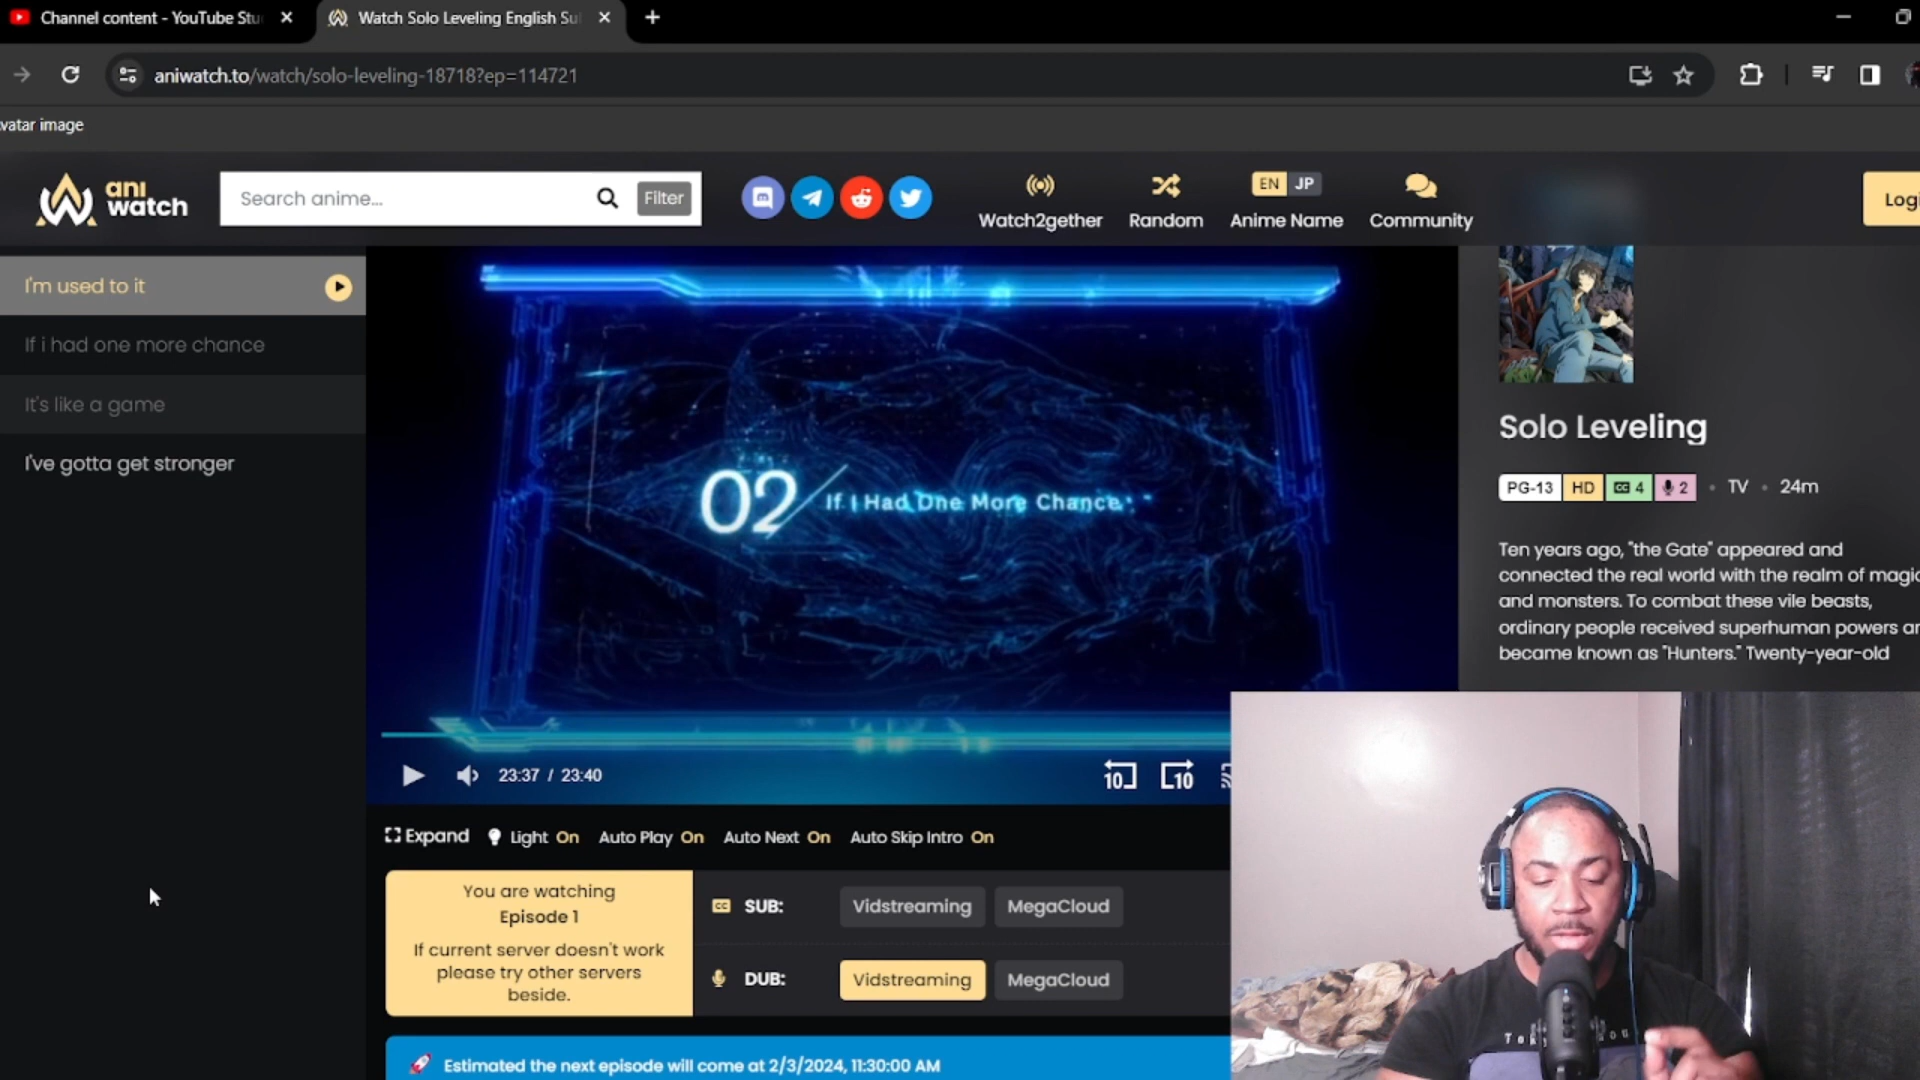 Channel content - YouTube Stu
Watch Solo Leveling English Su
aniwatch.to/watch/solo-leveling-18718?ep=114721
vatar image
ani
watch
Search anime...
Filter
EN JP
Watch2gether
Random
Anime Name
Community
Logi
I'm used to it
If i had one more chance
It's like a game
I've gotta get stronger
02 If I Had One More Chance.
Solo Leveling
PG-13 HD CC 4 2 • TV • 24m
Ten years ago, "the Gate" appeared and
connected the real world with the realm of magic
and monsters. To combat these vile beasts,
ordinary people received superhuman powers an
became known as "Hunters." Twenty-year-old
23:37 / 23:40
10
10
Expand
Light On
Auto Play On
Auto Next On
Auto Skip Intro On
You are watching
Episode 1
If current server doesn't work
please try other servers
beside.
CC SUB:
Vidstreaming
MegaCloud
DUB:
Vidstreaming
MegaCloud
Estimated the next episode will come at 2/3/2024, 11:30:00 AM